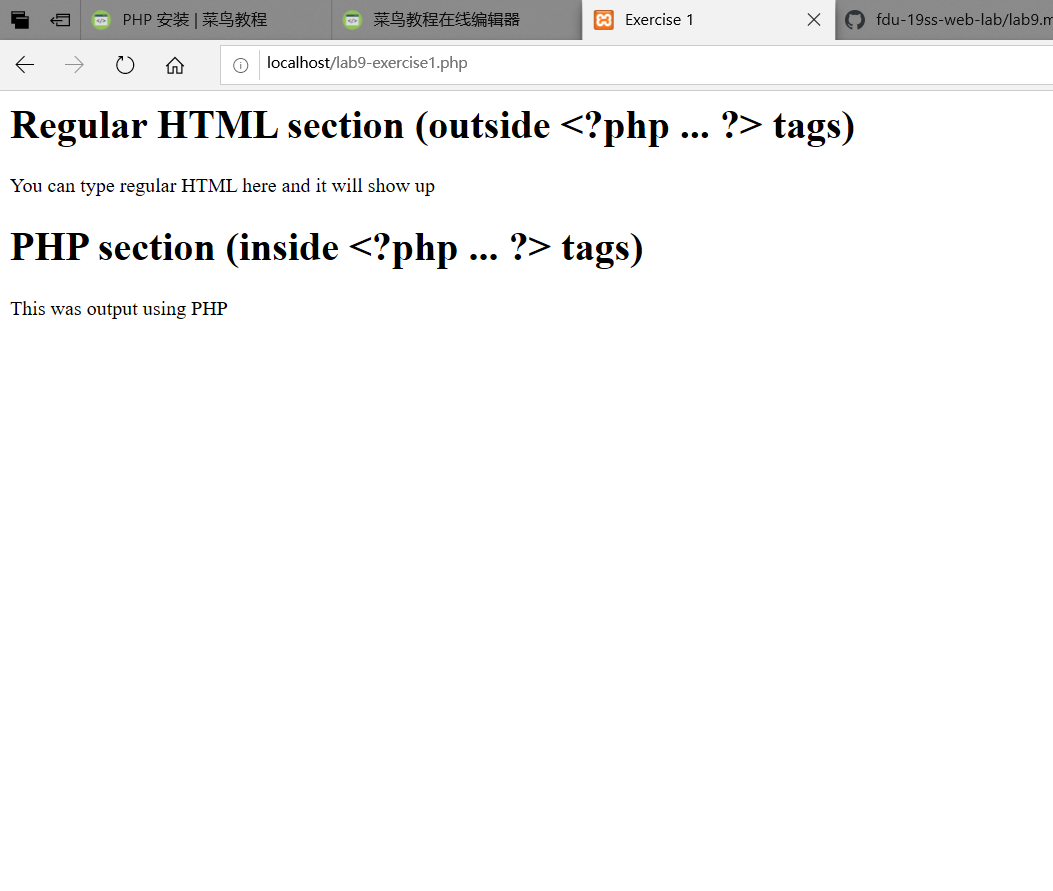 PHP 安装 | 菜鸟教程
菜鸟教程在线编辑器
Exercise 1
fdu-19ss-web-lab/lab9.m
localhost/lab9-exercise1.php
Regular HTML section (outside <?php ... ?> tags)
You can type regular HTML here and it will show up
PHP section (inside <?php ... ?> tags)
This was output using PHP